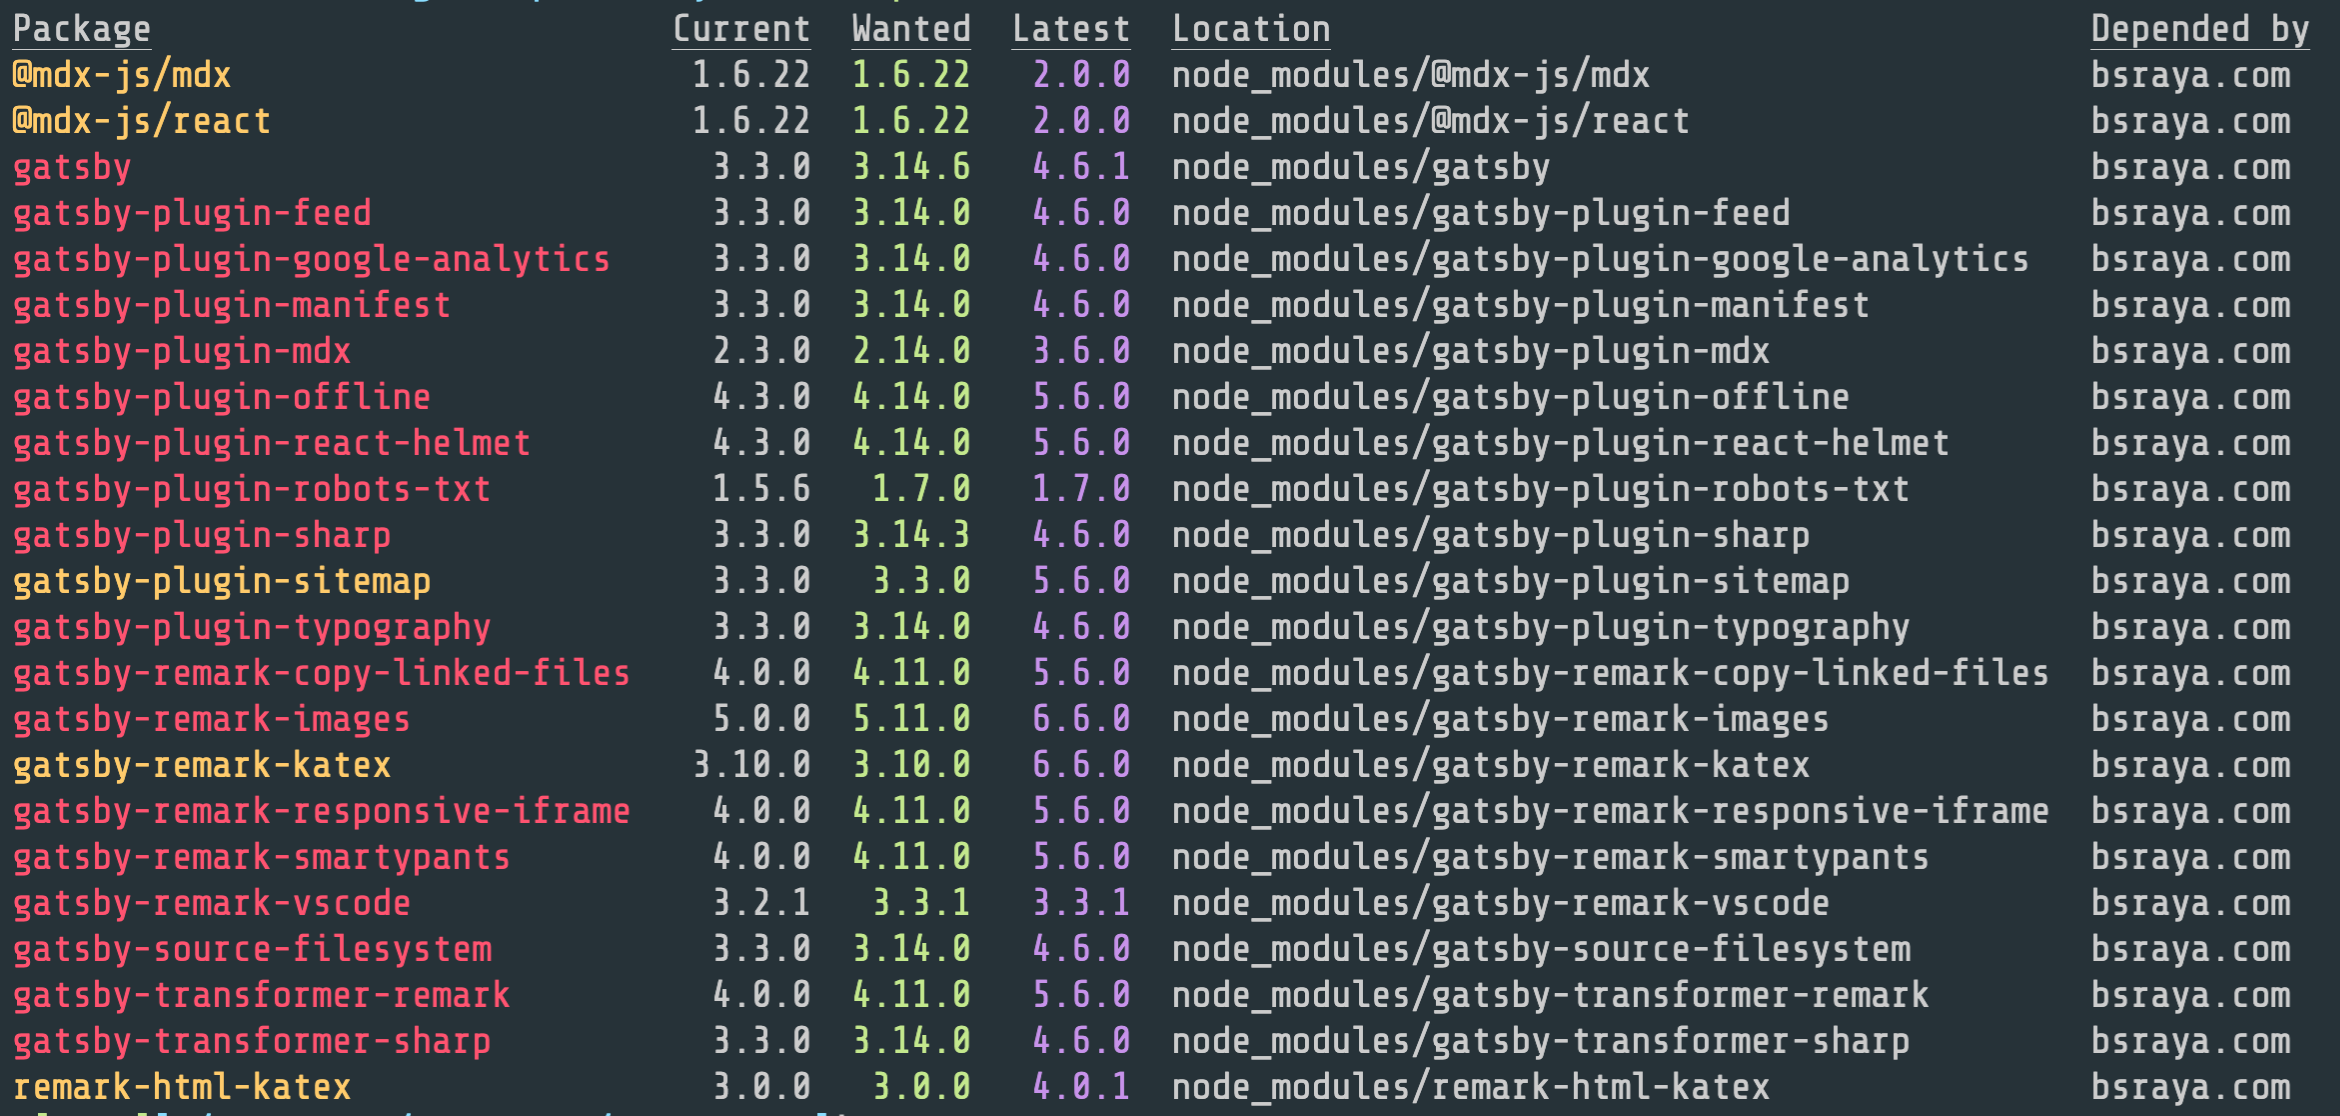 Package Current Wanted Latest Location Depended by
@mdx-js/mdx 1.6.22 1.6.22 2.0.0 node_modules/@mdx-js/mdx bsraya.com
@mdx-js/react 1.6.22 1.6.22 2.0.0 node_modules/@mdx-js/react bsraya.com
gatsby 3.3.0 3.14.6 4.6.1 node_modules/gatsby bsraya.com
gatsby-plugin-feed 3.3.0 3.14.0 4.6.0 node_modules/gatsby-plugin-feed bsraya.com
gatsby-plugin-google-analytics 3.3.0 3.14.0 4.6.0 node_modules/gatsby-plugin-google-analytics bsraya.com
gatsby-plugin-manifest 3.3.0 3.14.0 4.6.0 node_modules/gatsby-plugin-manifest bsraya.com
gatsby-plugin-mdx 2.3.0 2.14.0 3.6.0 node_modules/gatsby-plugin-mdx bsraya.com
gatsby-plugin-offline 4.3.0 4.14.0 5.6.0 node_modules/gatsby-plugin-offline bsraya.com
gatsby-plugin-react-helmet 4.3.0 4.14.0 5.6.0 node_modules/gatsby-plugin-react-helmet bsraya.com
gatsby-plugin-robots-txt 1.5.6 1.7.0 1.7.0 node_modules/gatsby-plugin-robots-txt bsraya.com
gatsby-plugin-sharp 3.3.0 3.14.3 4.6.0 node_modules/gatsby-plugin-sharp bsraya.com
gatsby-plugin-sitemap 3.3.0 3.3.0 5.6.0 node_modules/gatsby-plugin-sitemap bsraya.com
gatsby-plugin-typography 3.3.0 3.14.0 4.6.0 node_modules/gatsby-plugin-typography bsraya.com
gatsby-remark-copy-linked-files 4.0.0 4.11.0 5.6.0 node_modules/gatsby-remark-copy-linked-files bsraya.com
gatsby-remark-images 5.0.0 5.11.0 6.6.0 node_modules/gatsby-remark-images bsraya.com
gatsby-remark-katex 3.10.0 3.10.0 6.6.0 node_modules/gatsby-remark-katex bsraya.com
gatsby-remark-responsive-iframe 4.0.0 4.11.0 5.6.0 node_modules/gatsby-remark-responsive-iframe bsraya.com
gatsby-remark-smartypants 4.0.0 4.11.0 5.6.0 node_modules/gatsby-remark-smartypants bsraya.com
gatsby-remark-vscode 3.2.1 3.3.1 3.3.1 node_modules/gatsby-remark-vscode bsraya.com
gatsby-source-filesystem 3.3.0 3.14.0 4.6.0 node_modules/gatsby-source-filesystem bsraya.com
gatsby-transformer-remark 4.0.0 4.11.0 5.6.0 node_modules/gatsby-transformer-remark bsraya.com
gatsby-transformer-sharp 3.3.0 3.14.0 4.6.0 node_modules/gatsby-transformer-sharp bsraya.com
remark-html-katex 3.0.0 3.0.0 4.0.1 node_modules/remark-html-katex bsraya.com